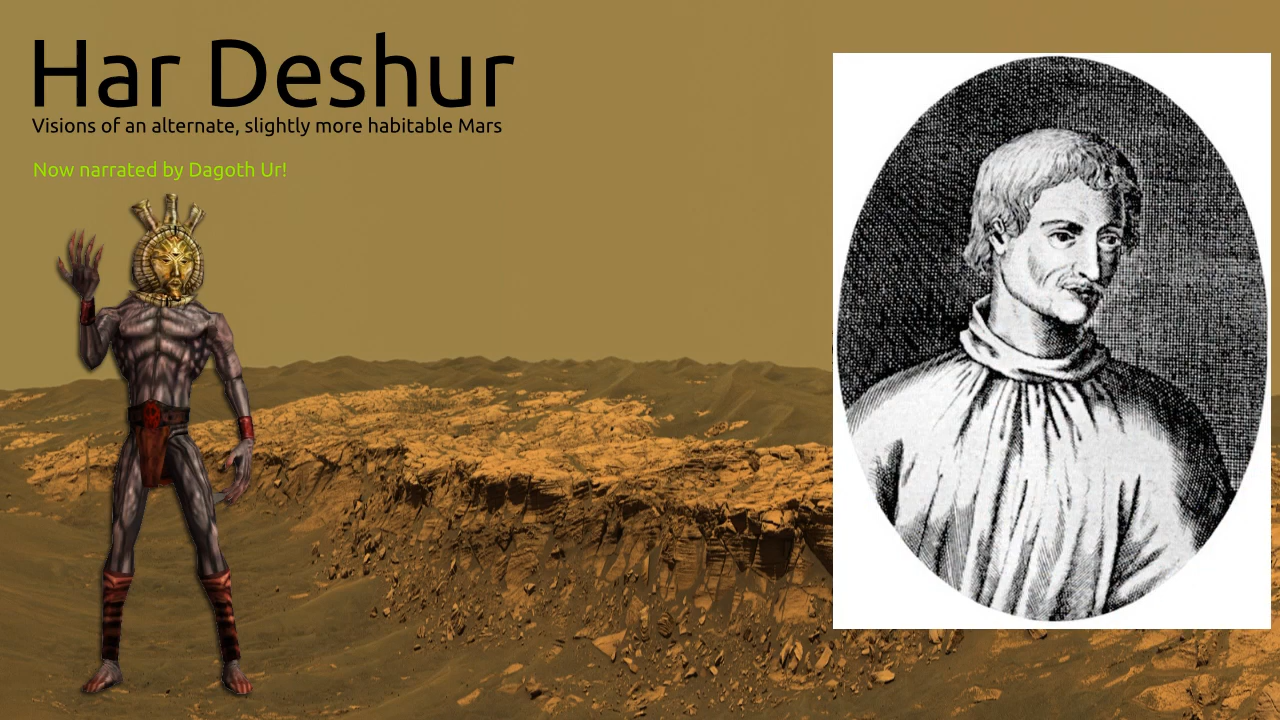 Har Deshur
Visions of an alternate, slightly more habitable Mars
Now narrated by Dagoth Ur!